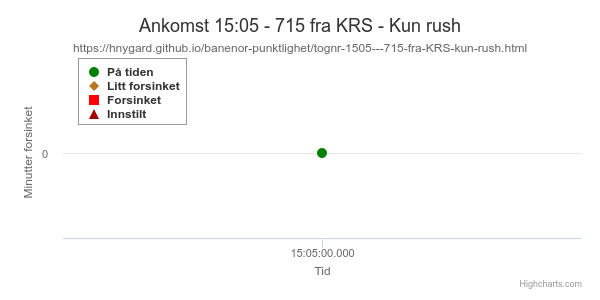 Ankomst 15:05 - 715 fra KRS - Kun rush
https://hnygard.github.io/banenor-punktlighet/tognr-1505---715-fra-KRS-kun-rush.html
På tiden
Litt forsinket
Forsinket
Innstilt
Minutter forsinket
0
15:05:00.000
Tid
Highcharts.com